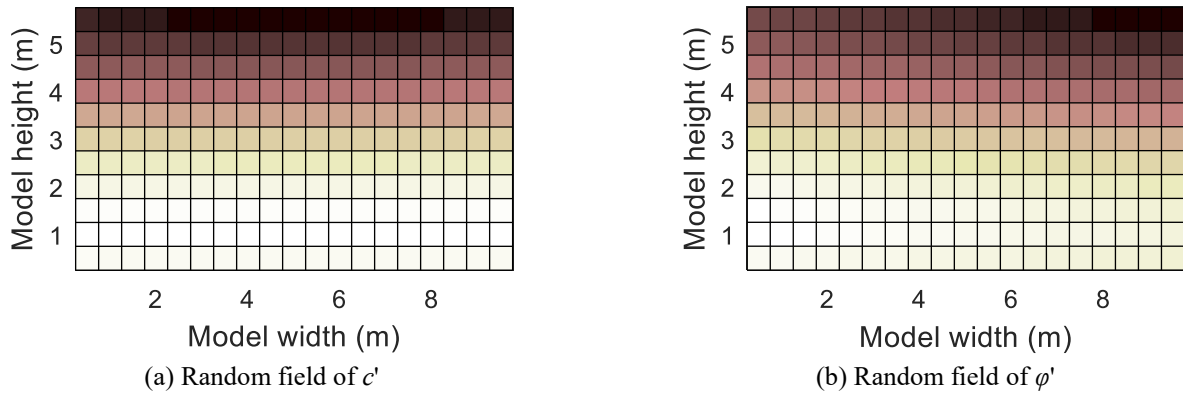 Model height (m)
5
4
3
2
1
2 4 6 8
Model width (m)
(a) Random field of c'
Model height (m)
5
4
3
2
1
2 4 6 8
Model width (m)
(b) Random field of φ'